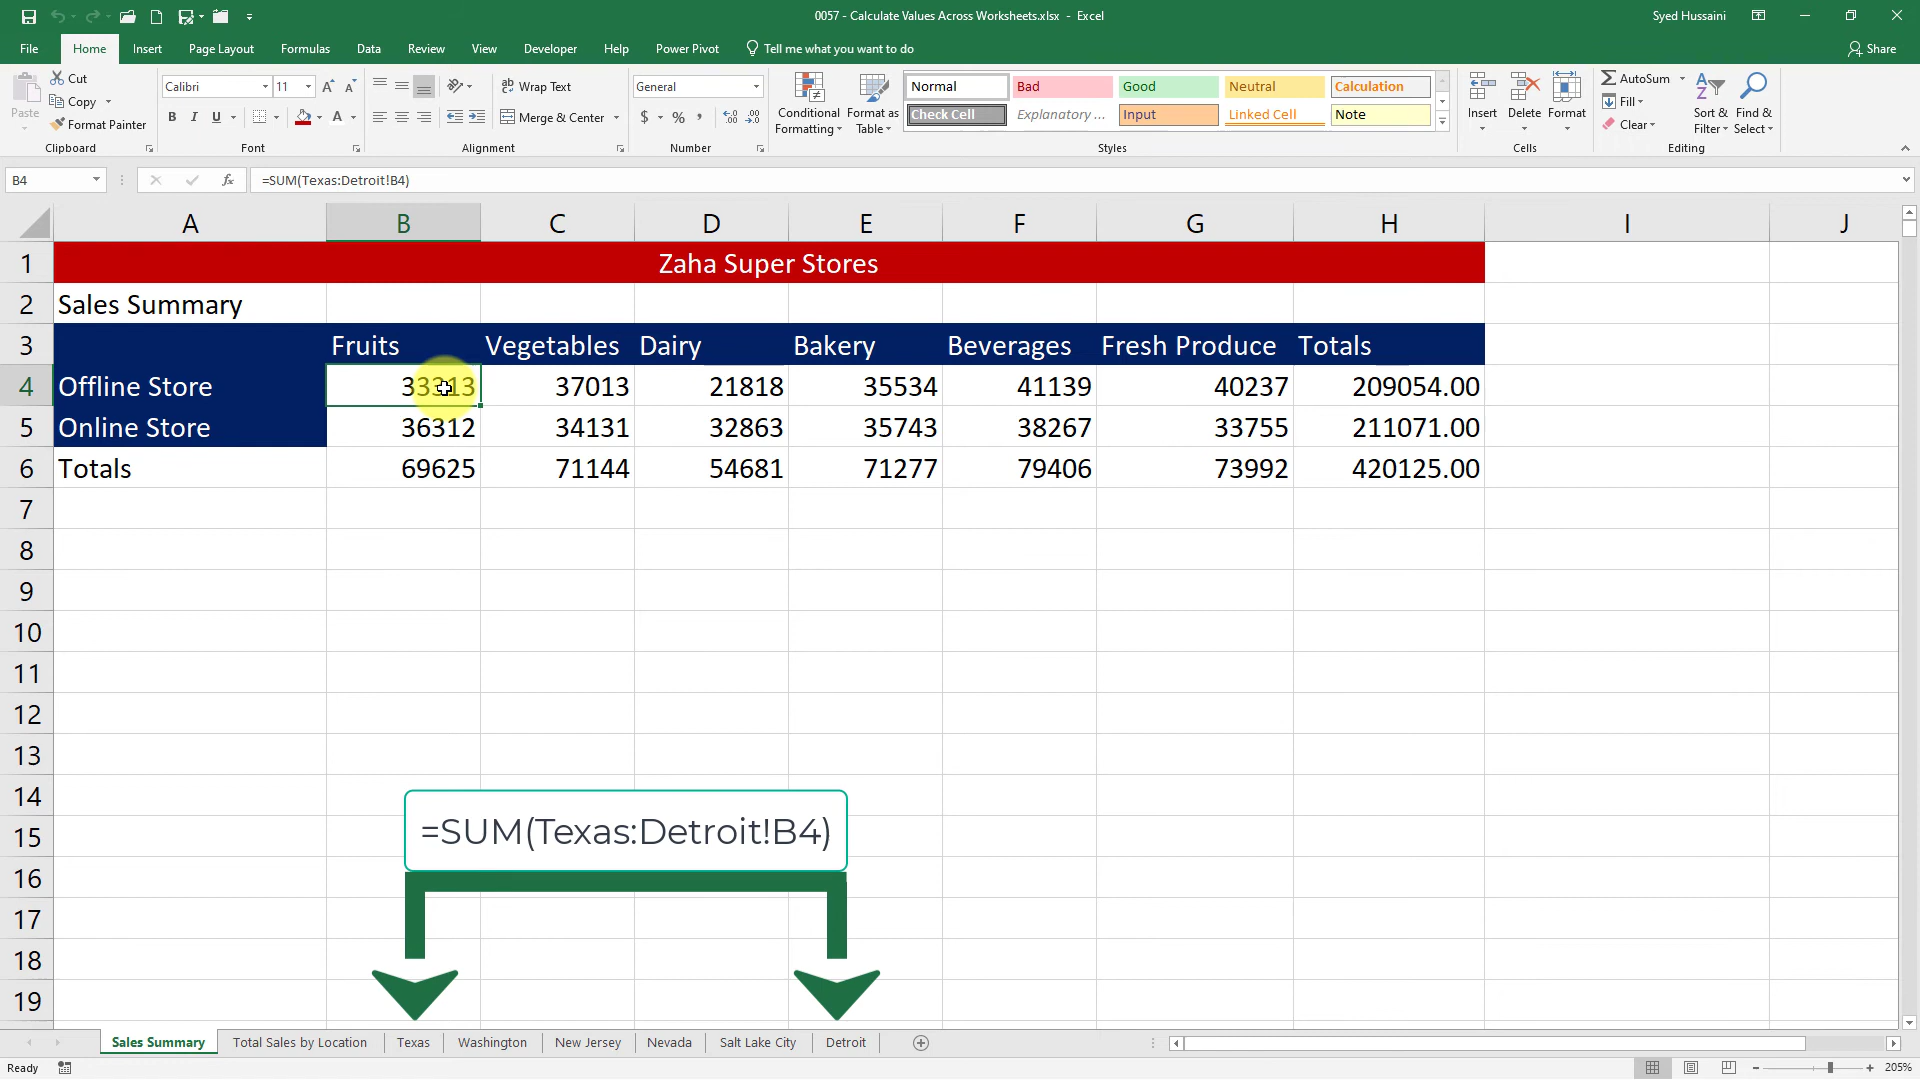 0057 - Calculate Values Across Worksheets.xlsx - Excel
Syed Hussaini
File Home Insert Page Layout Formulas Data Review View Developer Help Power Pivot Tell me what you want to do Share
Paste
Cut
Copy
Format Painter
Clipboard
Calibri 11
B I U
Font
Wrap Text
Merge & Center
Alignment
General
$ % ,
Number
Conditional Formatting
Format as Table
Normal Bad Good Neutral Calculation
Check Cell Explanatory ... Input Linked Cell Note
Styles
Insert Delete Format
Cells
AutoSum
Fill
Clear
Sort & Filter
Find & Select
Editing
B4 fx =SUM(Texas:Detroit!B4)
A B C D E F G H I J
1 Zaha Super Stores
2 Sales Summary
3 Fruits Vegetables Dairy Bakery Beverages Fresh Produce Totals
4 Offline Store 33313 37013 21818 35534 41139 40237 209054.00
5 Online Store 36312 34131 32863 35743 38267 33755 211071.00
6 Totals 69625 71144 54681 71277 79406 73992 420125.00
7
8
9
10
11
12
13
14
15
16
17
18
19
=SUM(Texas:Detroit!B4)
Sales Summary Total Sales by Location Texas Washington New Jersey Nevada Salt Lake City Detroit
Ready
205%